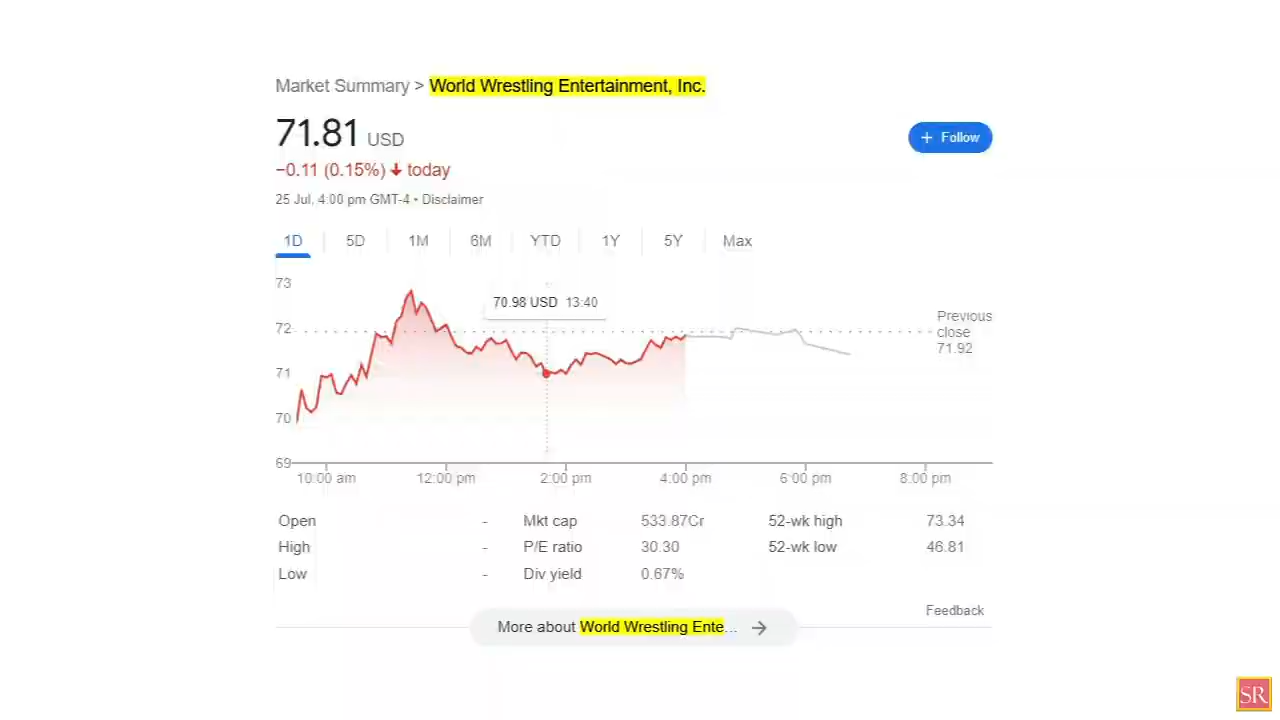 Market Summary > World Wrestling Entertainment, Inc.
71.81 USD
+ Follow
−0.11 (0.15%) ↓ today
25 Jul, 4:00 pm GMT-4 • Disclaimer
1D 5D 1M 6M YTD 1Y 5Y Max
73
70.98 USD 13:40
72
Previous
close
71.92
71
70
69
10:00 am 12:00 pm 2:00 pm 4:00 pm 6:00 pm 8:00 pm
Open - Mkt cap 533.87Cr 52-wk high 73.34
High - P/E ratio 30.30 52-wk low 46.81
Low - Div yield 0.67%
Feedback
More about World Wrestling Ente... →
SR